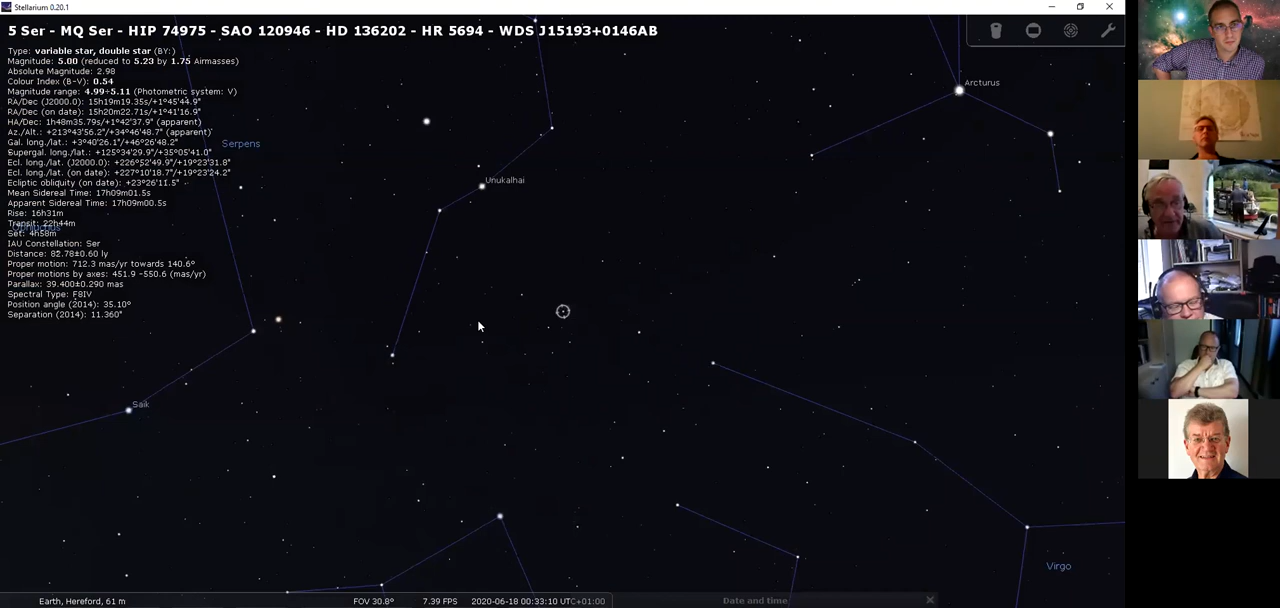 Stellarium 0.20.1
5 Ser - MQ Ser - HIP 74975 - SAO 120946 - HD 136202 - HR 5694 - WDS J15193+0146AB
Type: variable star, double star (BY:)
Magnitude: 5.00 (reduced to 5.23 by 1.75 Airmasses)
Absolute Magnitude: 2.98
Colour Index (B-V): 0.54
Magnitude range: 4.99÷5.11 (Photometric system: V)
RA/Dec (J2000.0): 15h19m19.35s/+1°45'44.9"
RA/Dec (on date): 15h20m22.71s/+1°41'16.9"
HA/Dec: 1h48m35.79s/+1°42'37.9" (apparent)
Az./Alt.: +213°43'56.2"/+34°46'48.7" (apparent)
Gal. long./lat.: +3°40'26.1"/+46°26'48.2"
Supergal. long./lat.: +125°34'29.9"/+35°05'41.0"
Ecl. long./lat. (J2000.0): +226°52'49.9"/+19°23'31.8"
Ecl. long./lat. (on date): +227°10'18.7"/+19°23'24.2"
Ecliptic obliquity (on date): +23°26'11.5"
Mean Sidereal Time: 17h09m01.5s
Apparent Sidereal Time: 17h09m00.5s
Rise: 16h31m
Transit: 22h44m
Set: 4h58m
IAU Constellation: Ser
Distance: 82.78±0.60 ly
Proper motion: 712.3 mas/yr towards 140.6°
Proper motions by axes: 451.9 -550.6 (mas/yr)
Parallax: 39.400±0.290 mas
Spectral Type: F8IV
Position angle (2014): 35.10°
Separation (2014): 11.360"
Arcturus
Serpens
Unukalhai
Saik
Virgo
Earth, Hereford, 61 m
FOV 30.8°
7.39 FPS
2020-06-18 00:33:10 UTC+01:00
Date and time